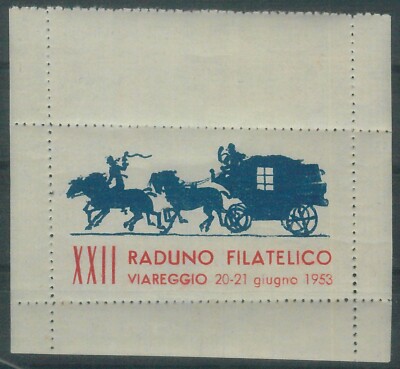 XXII RADUNO FILATELICO
VIAREGGIO 20-21 giugno 1953